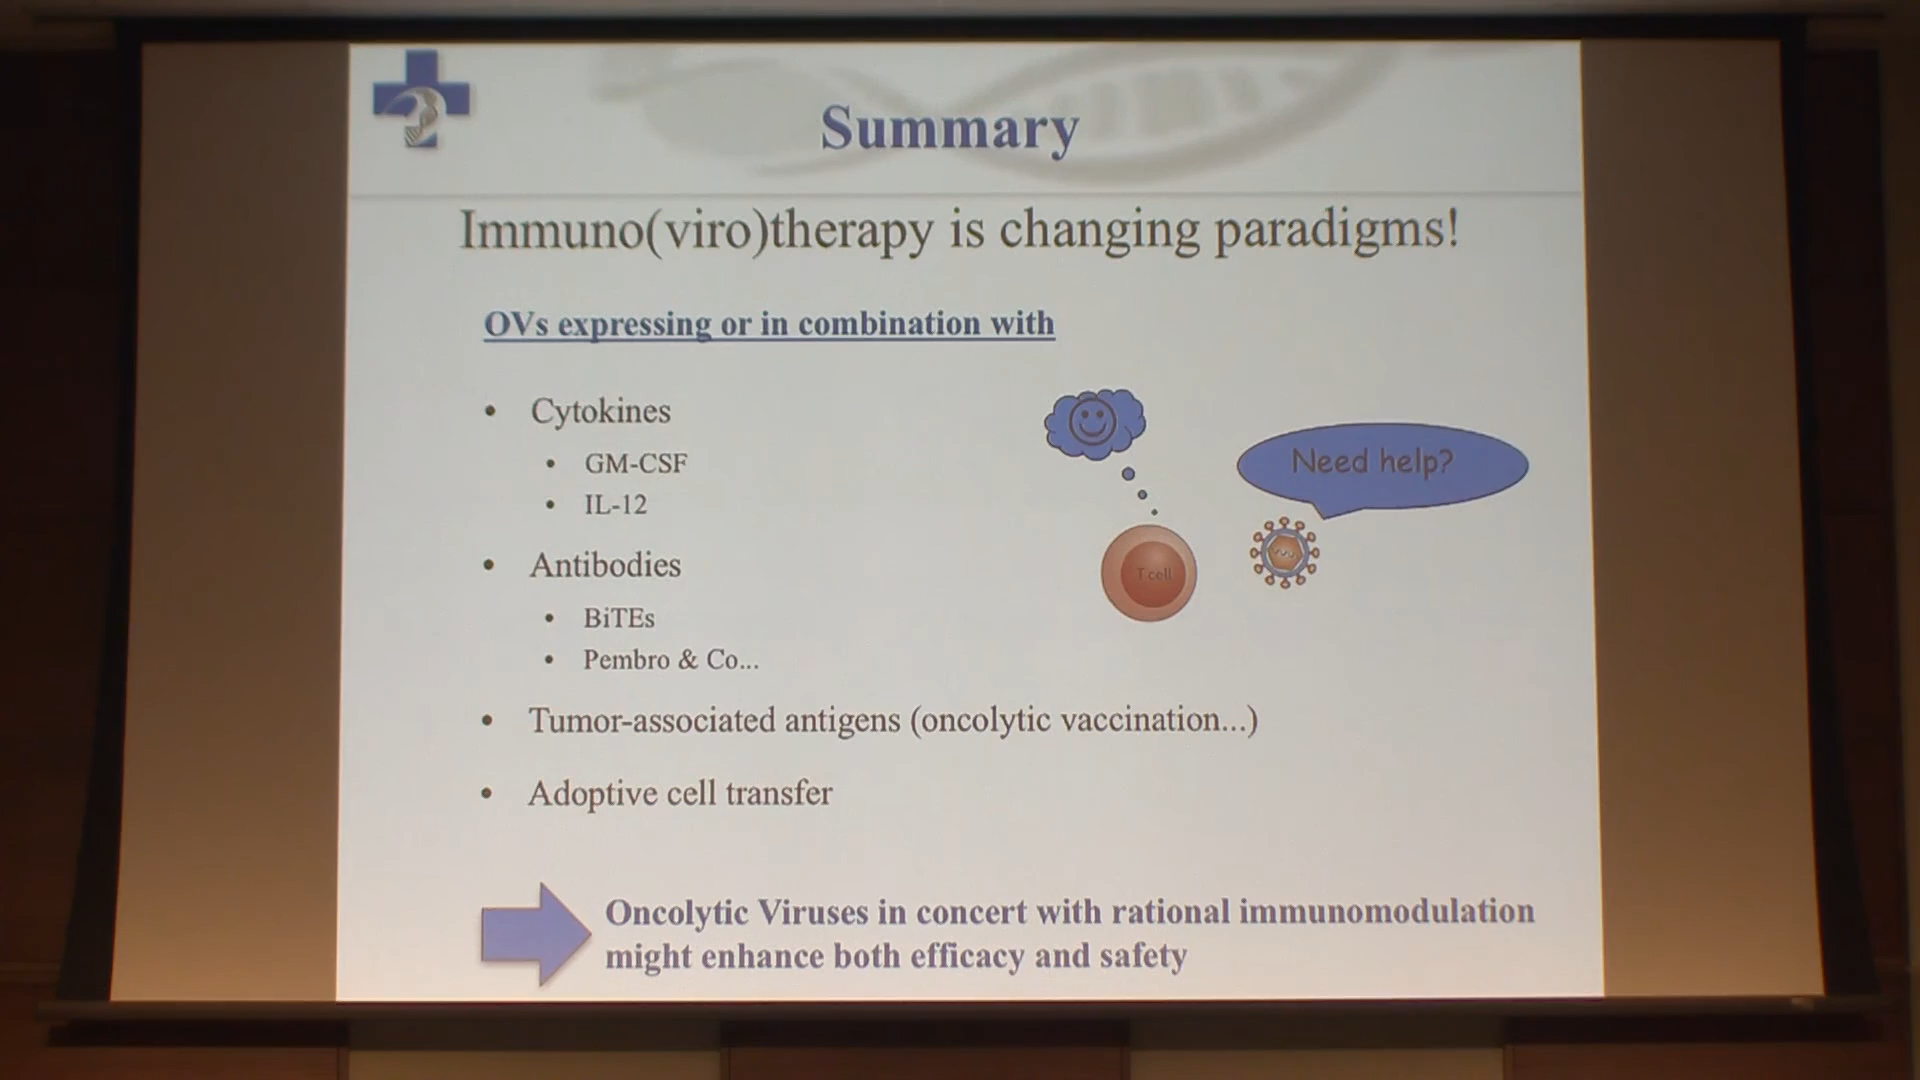 Summary
Immuno(viro)therapy is changing paradigms!
OVs expressing or in combination with
• Cytokines
• GM-CSF
• IL-12
Need help?
T cell
• Antibodies
• BiTEs
• Pembro & Co...
• Tumor-associated antigens (oncolytic vaccination...)
• Adoptive cell transfer
Oncolytic Viruses in concert with rational immunomodulation
might enhance both efficacy and safety